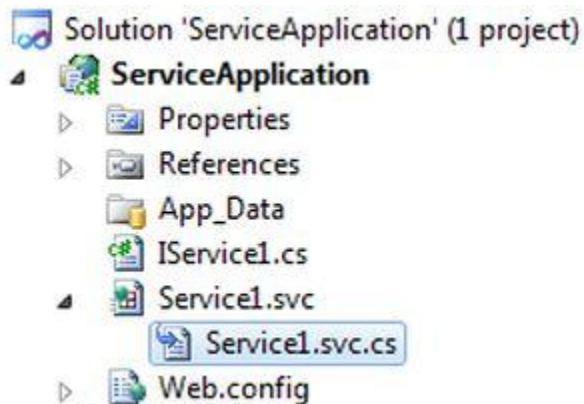 Solution 'ServiceApplication' (1 project)
ServiceApplication
Properties
References
App_Data
IService1.cs
Service1.svc
Service1.svc.cs
Web.config